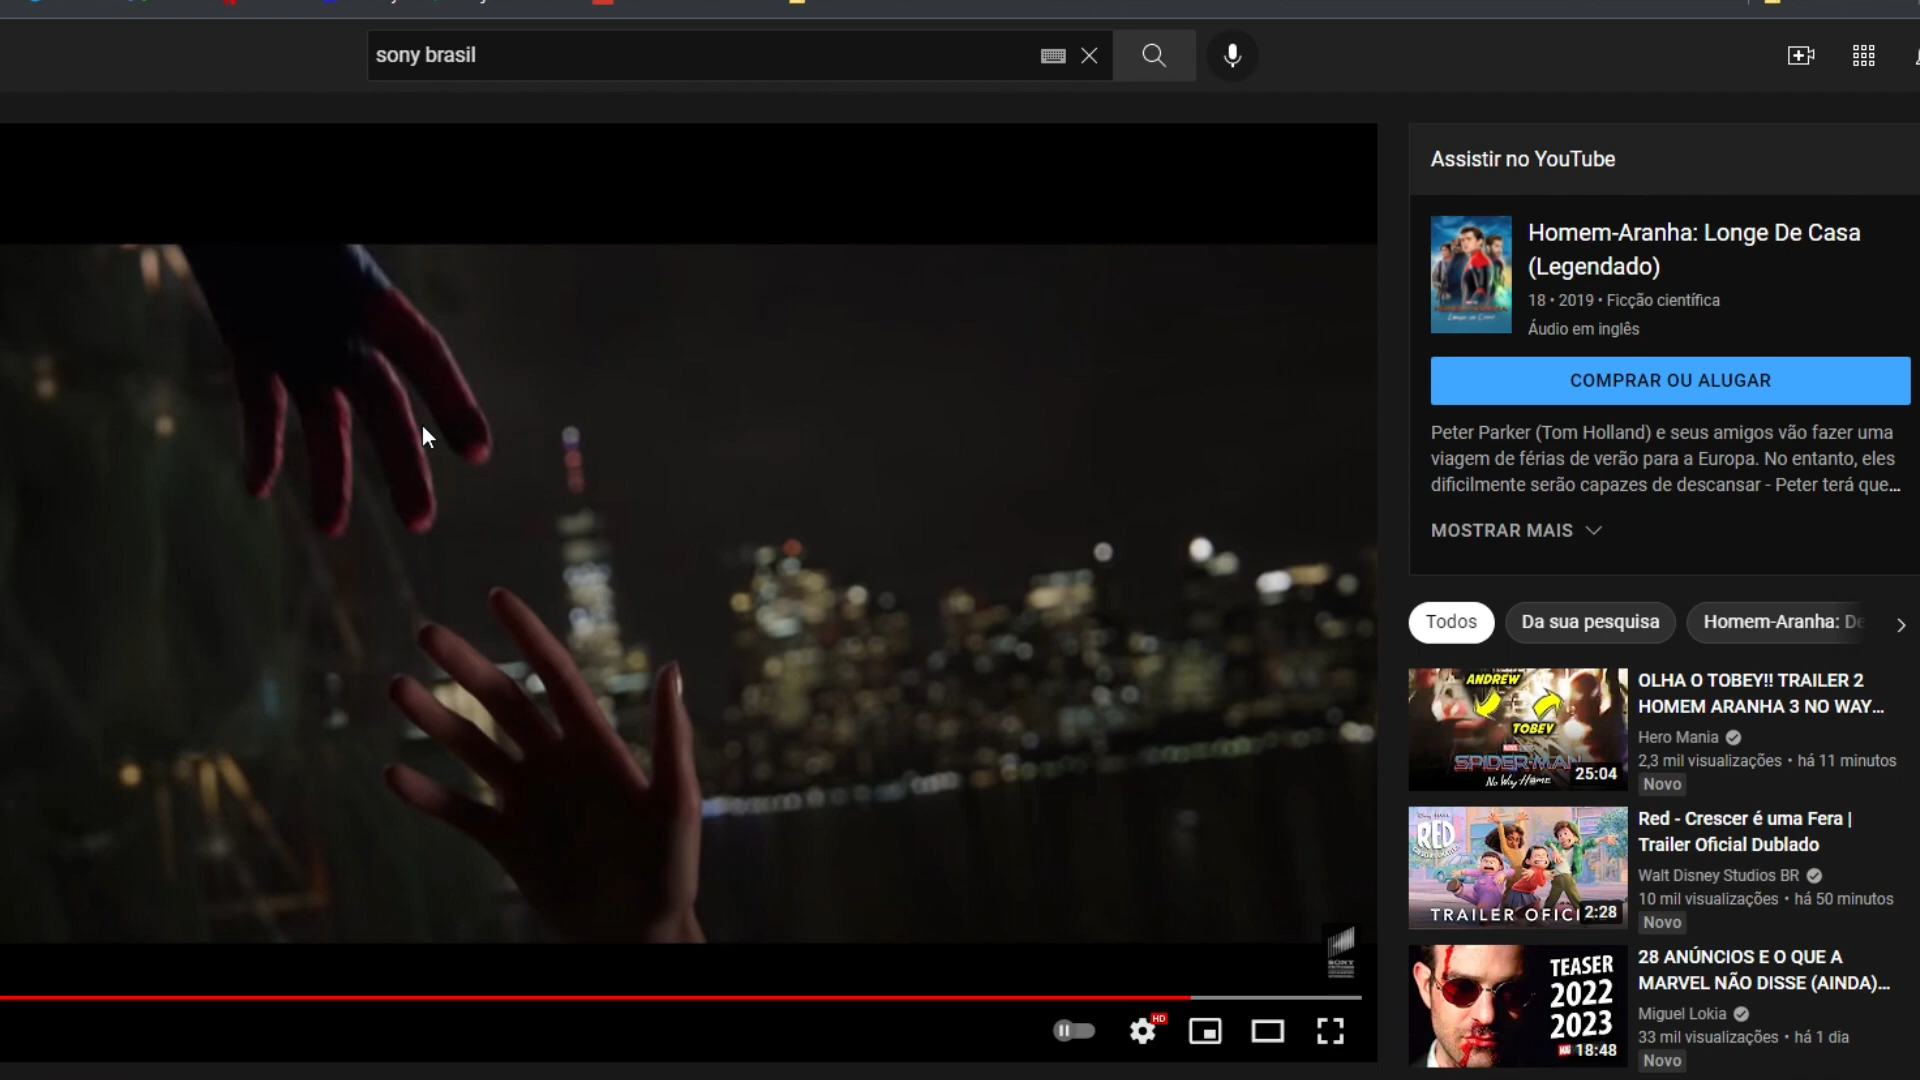 sony brasil
Assistir no YouTube
Homem-Aranha: Longe De Casa
(Legendado)
18 • 2019 • Ficção científica
Áudio em inglês
COMPRAR OU ALUGAR
Peter Parker (Tom Holland) e seus amigos vão fazer uma
viagem de férias de verão para a Europa. No entanto, eles
dificilmente serão capazes de descansar - Peter terá que...
MOSTRAR MAIS
Todos
Da sua pesquisa
Homem-Aranha: De
ANDREW
TOBEY
SPIDER-MAN
No Way Home
25:04
OLHA O TOBEY!! TRAILER 2
HOMEM ARANHA 3 NO WAY...
Hero Mania
2,3 mil visualizações • há 11 minutos
Novo
RED
TRAILER OFICI
2:28
Red - Crescer é uma Fera |
Trailer Oficial Dublado
Walt Disney Studios BR
10 mil visualizações • há 50 minutos
Novo
TEASER
2022
2023
18:48
28 ANÚNCIOS E O QUE A
MARVEL NÃO DISSE (AINDA)...
Miguel Lokia
33 mil visualizações • há 1 dia
Novo
SONY
HD